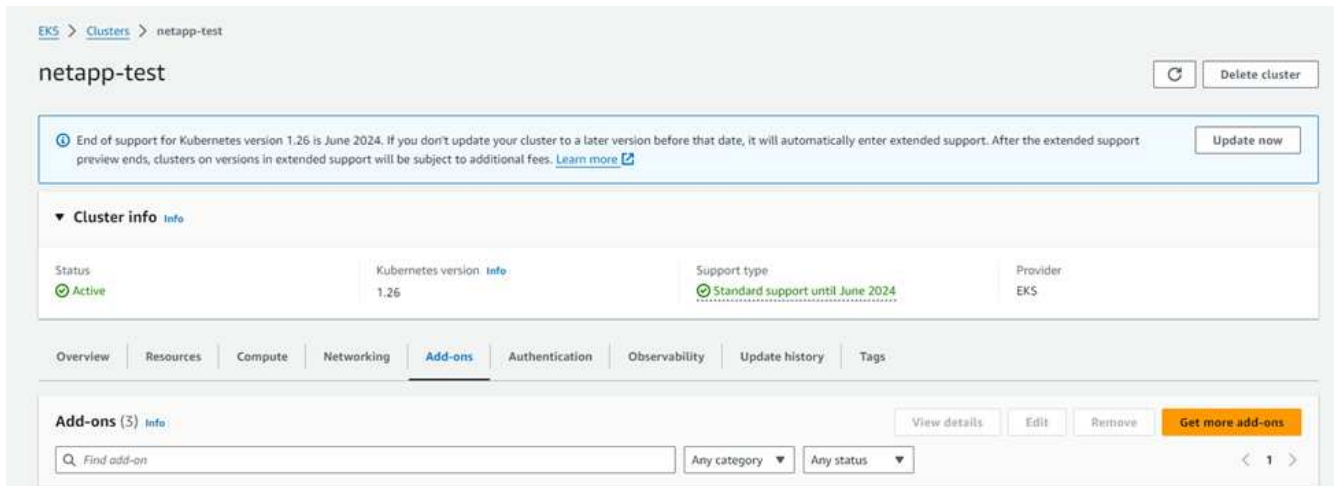 EKS > Clusters > netapp-test
netapp-test
Delete cluster
End of support for Kubernetes version 1.26 is June 2024. If you don't update your cluster to a later version before that date, it will automatically enter extended support. After the extended support
preview ends, clusters on versions in extended support will be subject to additional fees. Learn more
Update now
Cluster info Info
Status
Kubernetes version Info
Support type
Provider
Active
1.26
Standard support until June 2024
EKS
Overview
Resources
Compute
Networking
Add-ons
Authentication
Observability
Update history
Tags
Add-ons (3) Info
View details
Edit
Remove
Get more add-ons
Find add-on
Any category
Any status
< 1 >